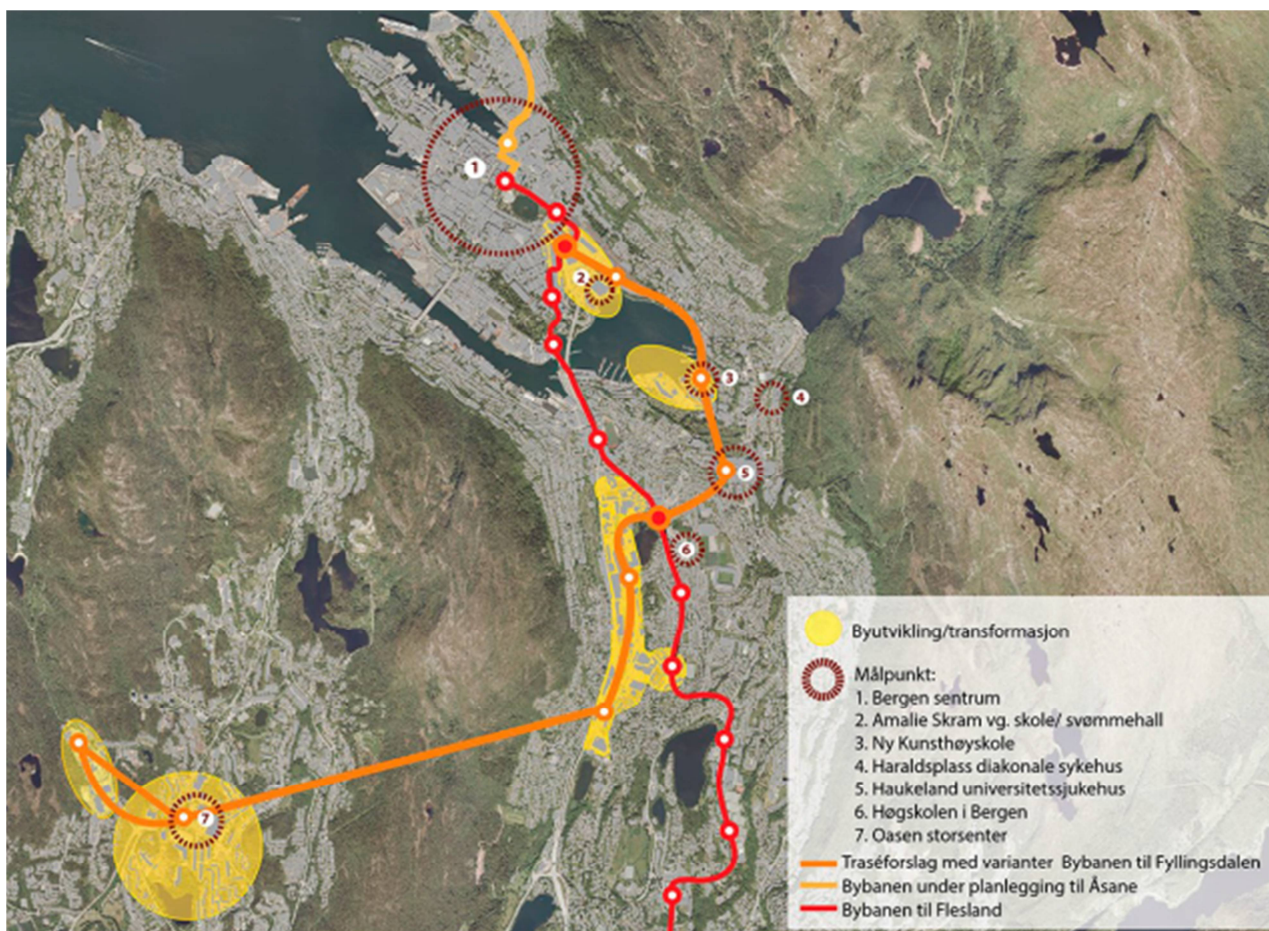 1
2
3
4
5
6
7
Byutvikling/transformasjon
Målpunkt:
1. Bergen sentrum
2. Amalie Skram vg. skole/ svømmehall
3. Ny Kunsthøyskole
4. Haraldsplass diakonale sykehus
5. Haukeland universitetssjukehus
6. Høgskolen i Bergen
7. Oasen storsenter
Traséforslag med varianter Bybanen til Fyllingsdalen
Bybanen under planlegging til Åsane
Bybanen til Flesland